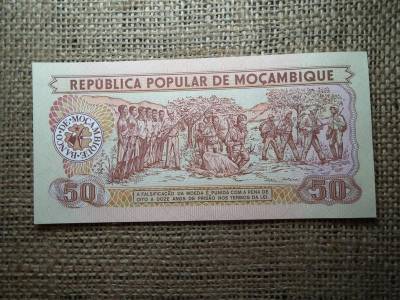 REPÚBLICA POPULAR DE MOÇAMBIQUE
BANCO·DE·MOÇAMBIQUE
50
50
A FALSIFICAÇÃO DA MOEDA É PUNIDA COM A PENA DE
OITO A DOZE ANOS DE PRISÃO NOS TERMOS DA LEI.